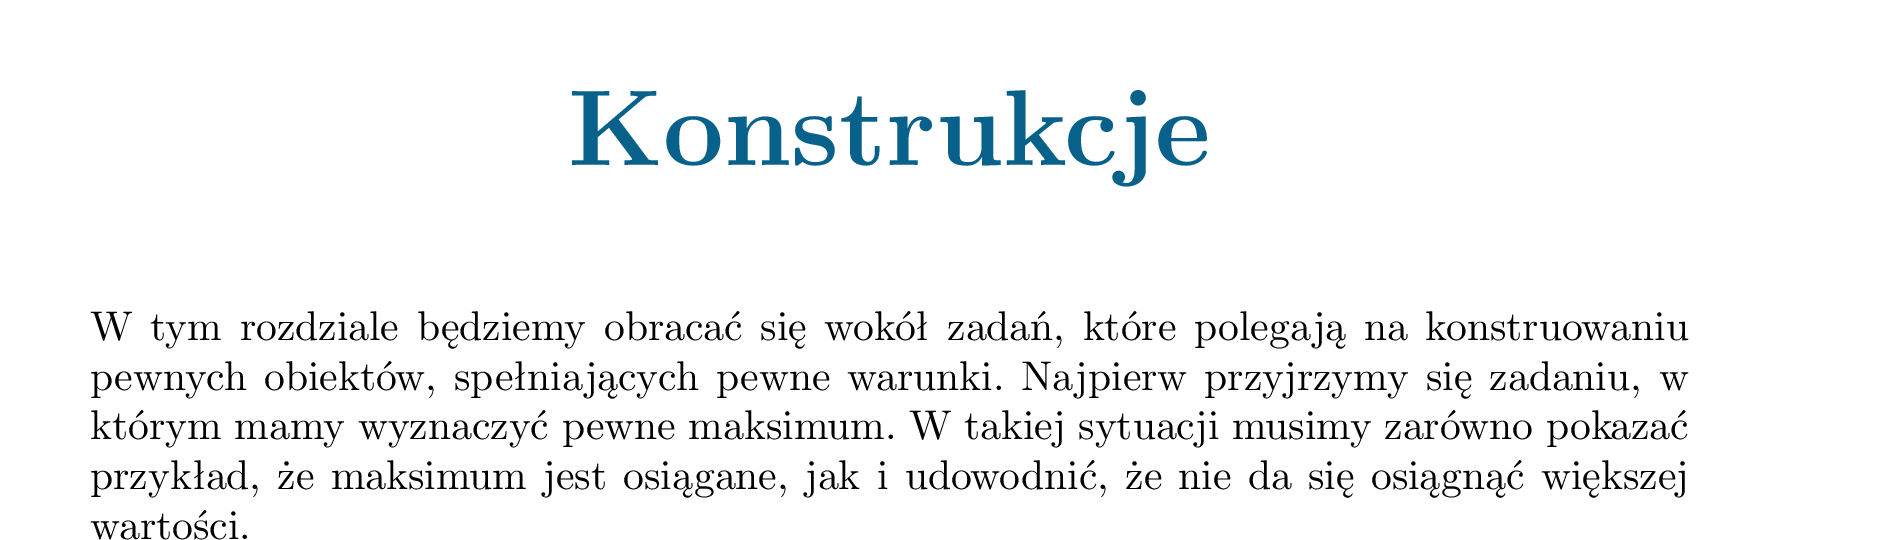 Konstrukcje
W tym rozdziale będziemy obracać się wokół zadań, które polegają na konstruowaniu
pewnych obiektów, spełniających pewne warunki. Najpierw przyjrzymy się zadaniu, w
którym mamy wyznaczyć pewne maksimum. W takiej sytuacji musimy zarówno pokazać
przykład, że maksimum jest osiągane, jak i udowodnić, że nie da się osiągnąć większej
wartości.